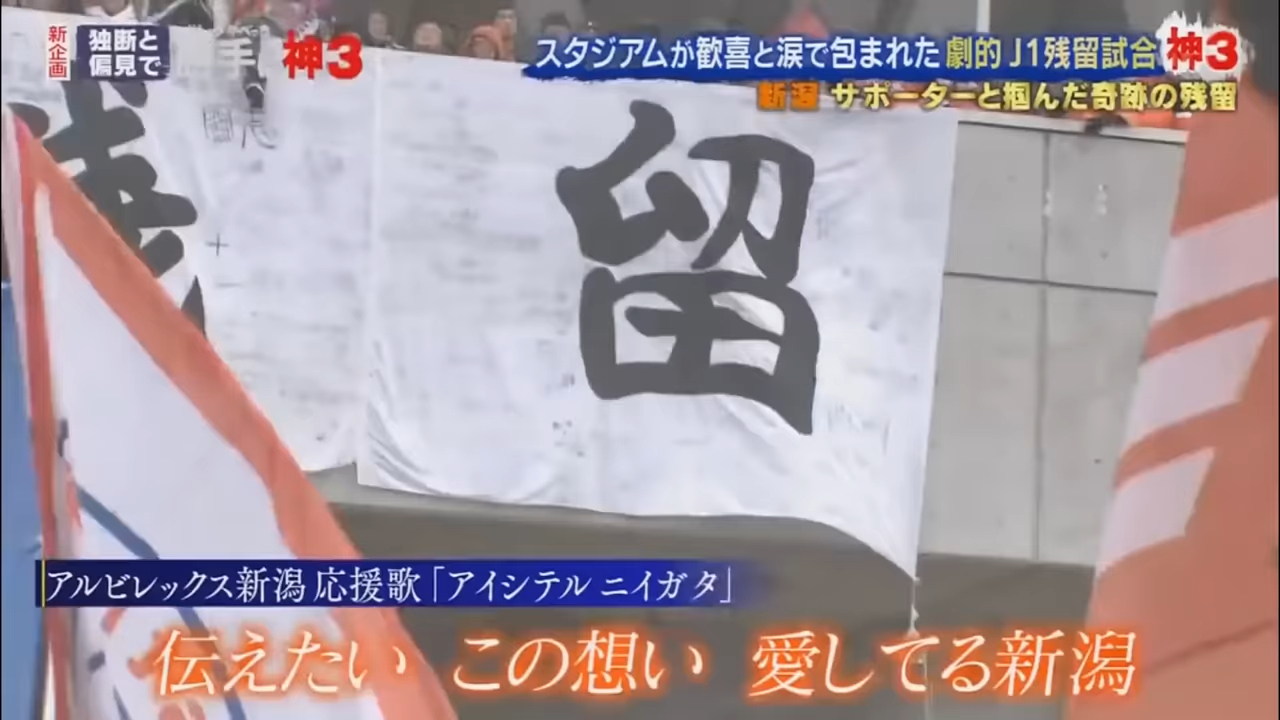 新企画
独断と
偏見で
手 神3
スタジアムが歓喜と涙で包まれた 劇的 J1残留試合 神3
新潟 サポーターと掴んだ奇跡の残留
闘志
留
アルビレックス新潟 応援歌「アイシテル ニイガタ」
伝えたい この想い 愛してる新潟